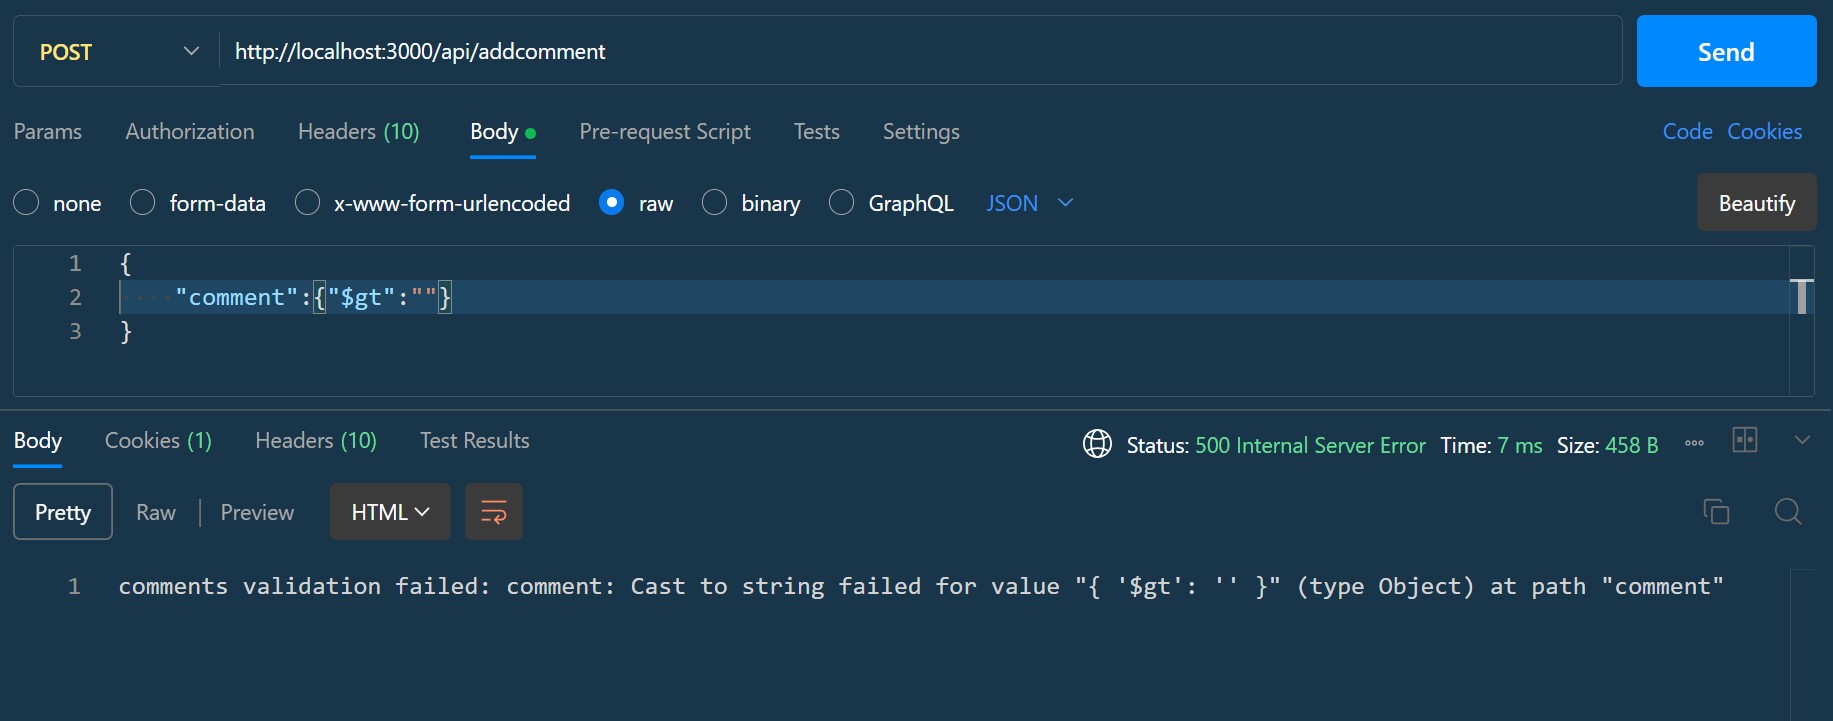 POST http://localhost:3000/api/addcomment Send
Params Authorization Headers (10) Body Pre-request Script Tests Settings Code Cookies
none form-data x-www-form-urlencoded raw binary GraphQL JSON Beautify
1 {
2 "comment":{"$gt":""}
3 }
Body Cookies (1) Headers (10) Test Results Status: 500 Internal Server Error Time: 7 ms Size: 458 B
Pretty Raw Preview HTML
1 comments validation failed: comment: Cast to string failed for value "{ '$gt': '' }" (type Object) at path "comment"